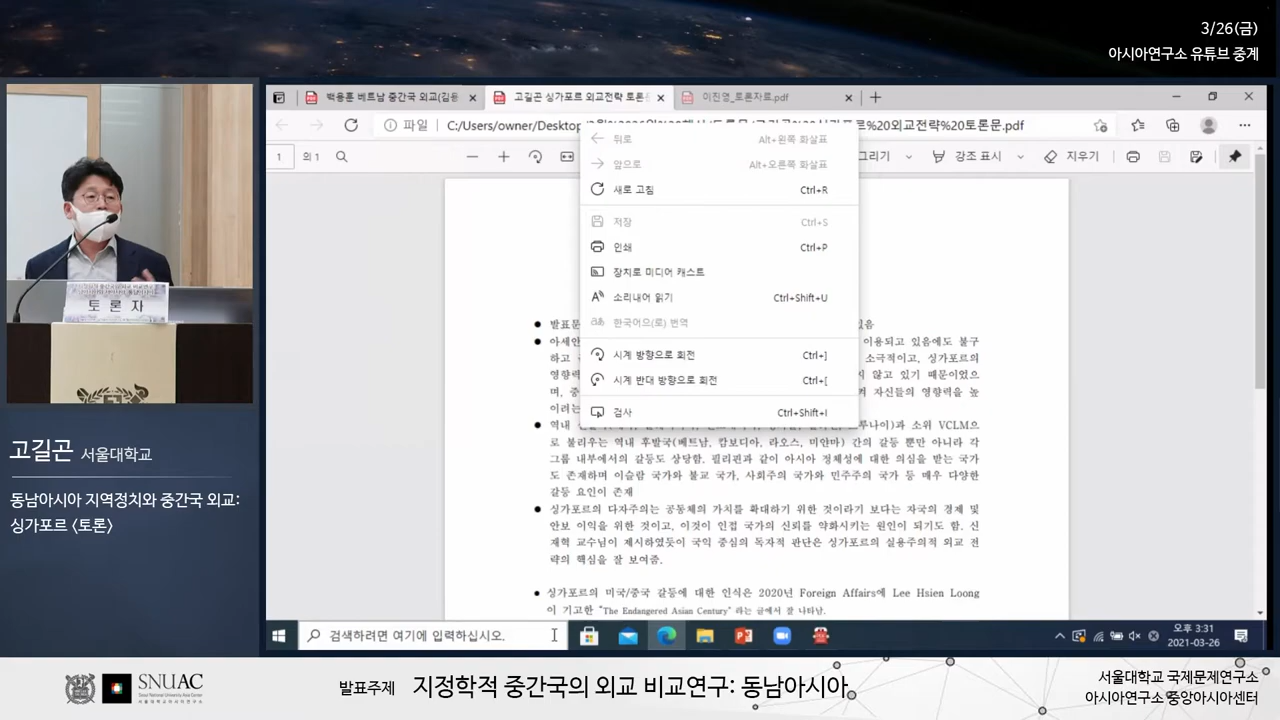 3/26(금)
아시아연구소 유튜브 중계
백용훈 베트남 중간국 외교(김용
고길곤 싱가포르 외교전략 토론
이진영_토론자료.pdf
파일 C:/Users/owner/Desktop 외교전략%20토론문.pdf
1 의 1
그리기 강조 표시 지우기
뒤로 Alt+왼쪽 화살표
앞으로 Alt+오른쪽 화살표
새로 고침 Ctrl+R
저장 Ctrl+S
인쇄 Ctrl+P
장치로 미디어 캐스트
소리내어 읽기 Ctrl+Shift+U
한국어으(로) 번역
시계 방향으로 회전 Ctrl+]
시계 반대 방향으로 회전 Ctrl+[
검사 Ctrl+Shift+I
발표문 있음
아세안 이용되고 있음에도 불구
하고 소극적이고, 싱가포르의
영향력 지 않고 있기 때문이었으
며, 중 켜 자신들의 영향력을 높
이려는
역내 루나이)과 소위 VCLM으
로 불리우는 역내 후발국(베트남, 캄보디아, 라오스, 미얀마) 간의 갈등 뿐만 아니라 각
그룹 내부에서의 갈등도 상당함. 필리핀과 같이 아시아 정체성에 대한 의심을 받는 국가
도 존재하며 이슬람 국가와 불교 국가, 사회주의 국가와 민주주의 국가 등 매우 다양한
갈등 요인이 존재
싱가포르의 다자주의는 공동체의 가치를 확대하기 위한 것이라기 보다는 자국의 경제 및
안보 이익을 위한 것이고, 이것이 인접 국가의 신뢰를 약화시키는 원인이 되기도 함. 신
재혁 교수님이 제시하였듯이 국익 중심의 독자적 판단은 싱가포르의 실용주의적 외교 전
략의 핵심을 잘 보여줌.
싱가포르의 미국/중국 갈등에 대한 인식은 2020년 Foreign Affairs에 Lee Hsien Loong
이 기고한 "The Endangered Asian Century" 라는 글에서 잘 나타남.
검색하려면 여기에 입력하십시오.
오후 3:31
2021-03-26
토 론 자
고길곤 서울대학교
동남아시아 지역정치와 중간국 외교:
싱가포르 〈토론〉
SNUAC
Seoul National University Asia Center
서울대학교아시아연구소
발표주제 지정학적 중간국의 외교 비교연구: 동남아시아
서울대학교 국제문제연구소
아시아연구소 중앙아시아센터